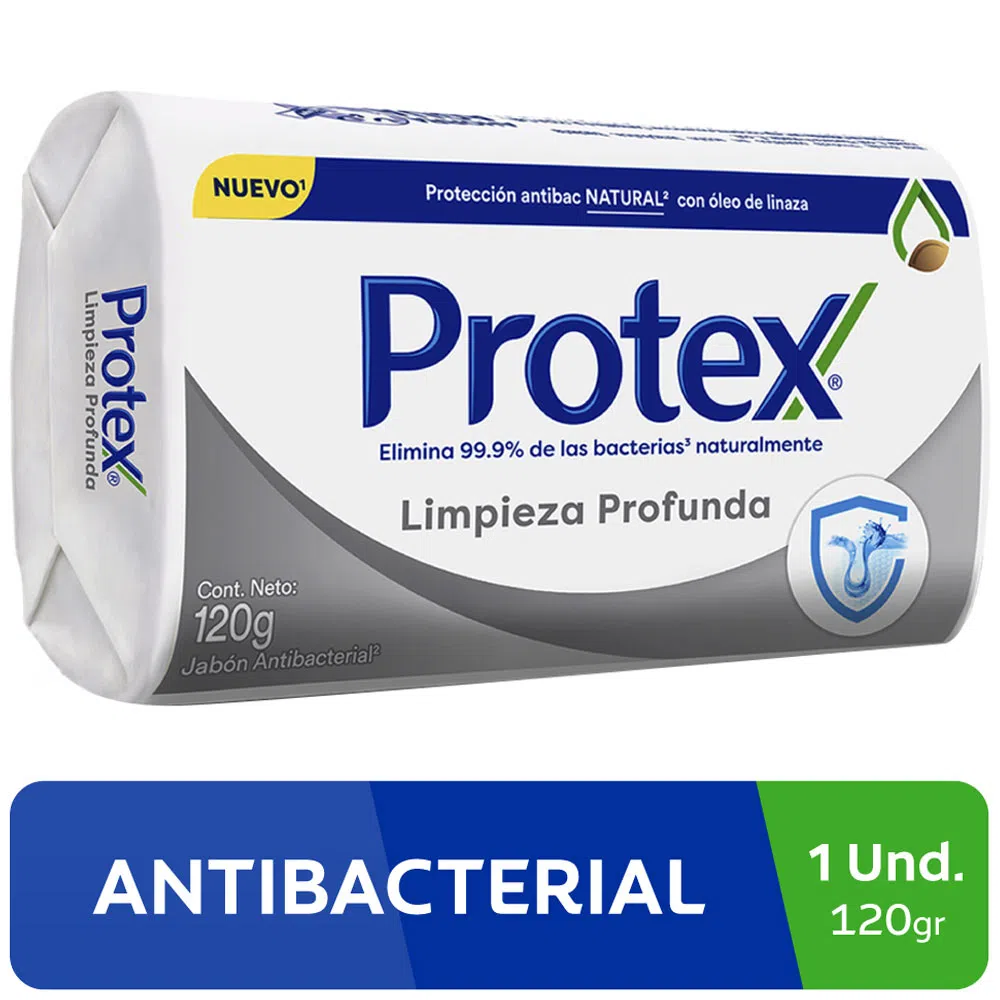 NUEVO¹
Protección antibac NATURAL² con óleo de linaza
Protex®
Elimina 99.9% de las bacterias³ naturalmente
Limpieza Profunda
Cont. Neto:
120g
Jabón Antibacterial²
Protex®
Limpieza Profunda
ANTIBACTERIAL
1 Und.
120gr